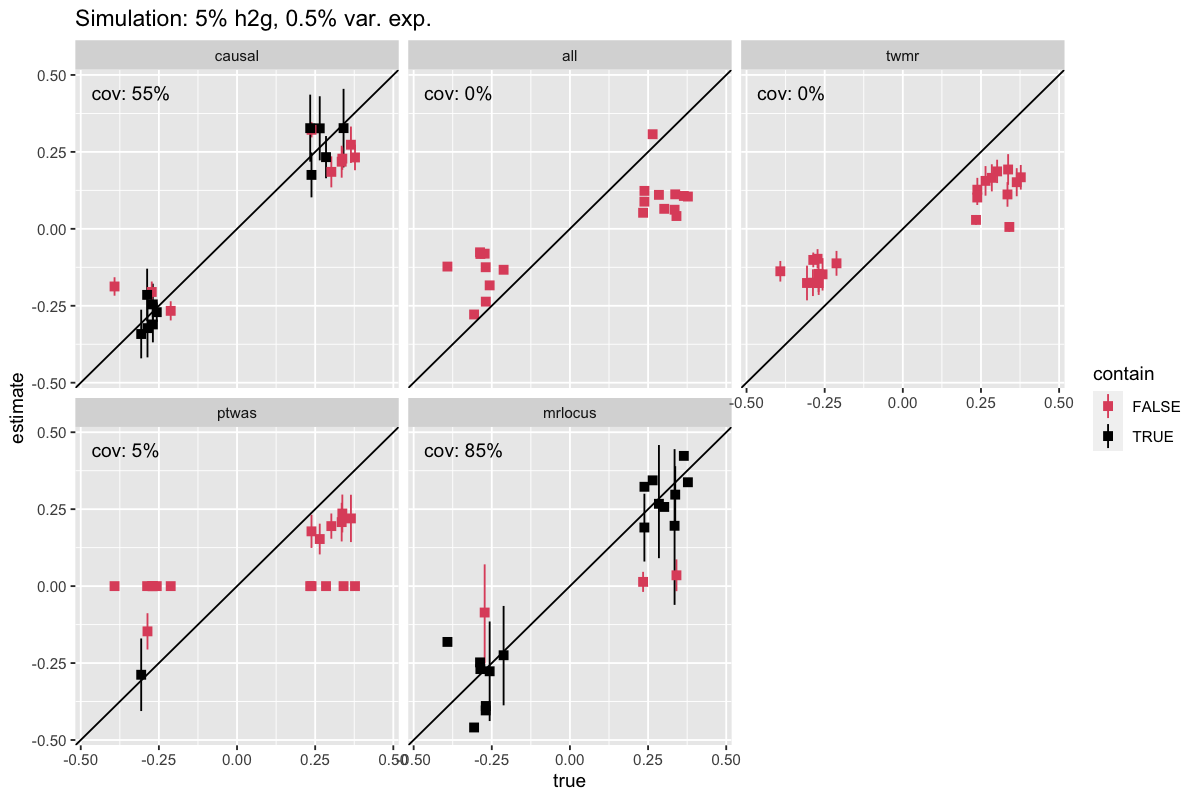 Simulation: 5% h2g, 0.5% var. exp.
causal
all
twmr
0.50
0.25
0.00
-0.25
-0.50
cov: 55%
cov: 0%
cov: 0%
-0.50
-0.25
0.00
0.25
0.50
estimate
contain
FALSE
TRUE
ptwas
mrlocus
0.50
0.25
0.00
-0.25
-0.50
cov: 5%
cov: 85%
-0.50
-0.25
0.00
0.25
0.50
-0.50
-0.25
0.00
0.25
0.50
true